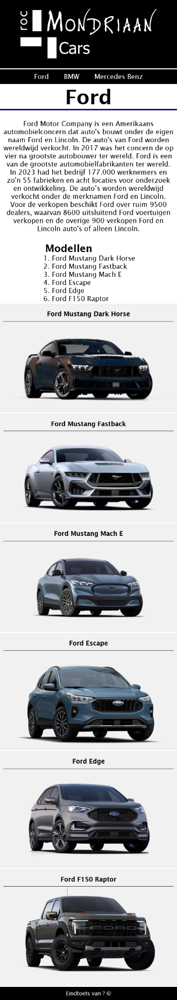 roc MONDRIAAN
Cars
Ford BMW Mercedes Benz
Ford
Ford Motor Company is een Amerikaans
automobielconcern dat auto's bouwt onder de eigen
naam Ford en Lincoln. De auto's van Ford worden
wereldwijd verkocht. In 2017 was het concern de op
vier na grootste autobouwer ter wereld. Ford is een
van de grootste automobielfabrikanten ter wereld.
In 2023 had het bedrijf 177.000 werknemers en
zo'n 55 fabrieken en acht locaties voor onderzoek
en ontwikkeling. De auto’s worden wereldwijd
verkocht onder de merknamen Ford en Lincoln.
Voor de verkopen beschikt Ford over ruim 9500
dealers, waarvan 8600 uitsluitend Ford voertuigen
verkopen en de overige 900 verkopen Ford en
Lincoln auto's of alleen Lincoln.
Modellen
1. Ford Mustang Dark Horse
2. Ford Mustang Fastback
3. Ford Mustang Mach E
4. Ford Escape
5. Ford Edge
6. Ford F150 Raptor
Ford Mustang Dark Horse
Ford Mustang Fastback
Ford Mustang Mach E
Ford Escape
Ford Edge
Ford F150 Raptor
FORD
Eindtoets van ? ©